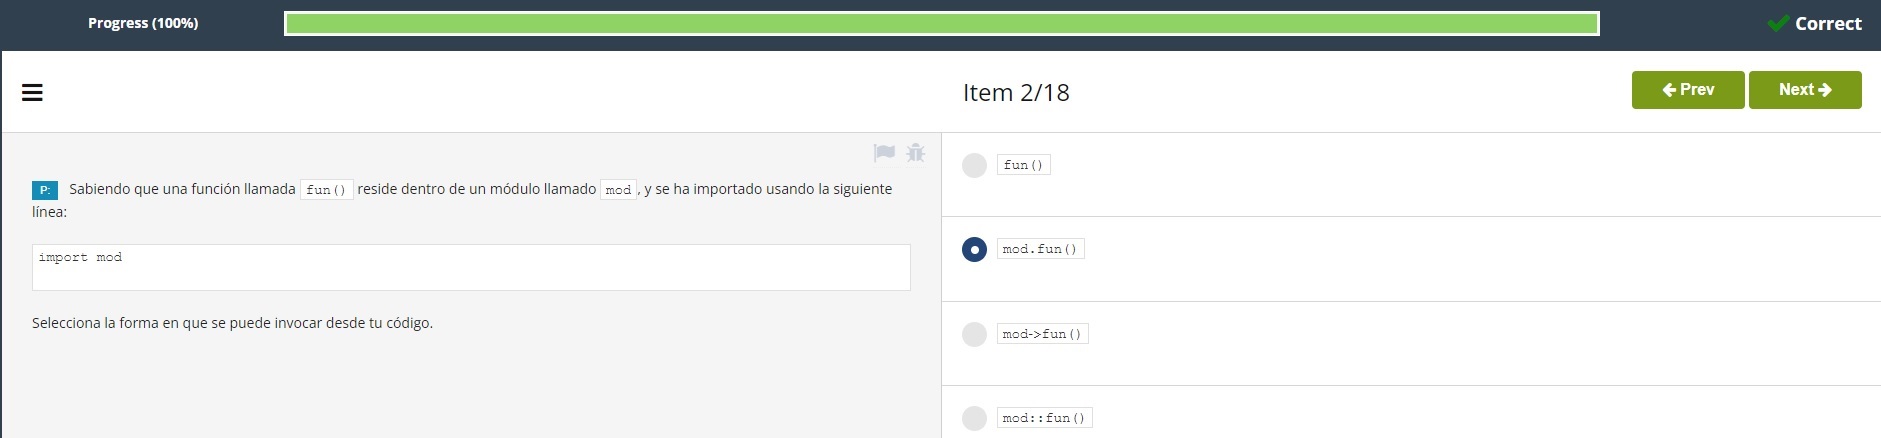 Progress (100%)
Correct
Item 2/18
Prev
Next
P: Sabiendo que una función llamada fun() reside dentro de un módulo llamado mod, y se ha importado usando la siguiente
línea:
import mod
Selecciona la forma en que se puede invocar desde tu código.
fun()
mod.fun()
mod->fun()
mod::fun()